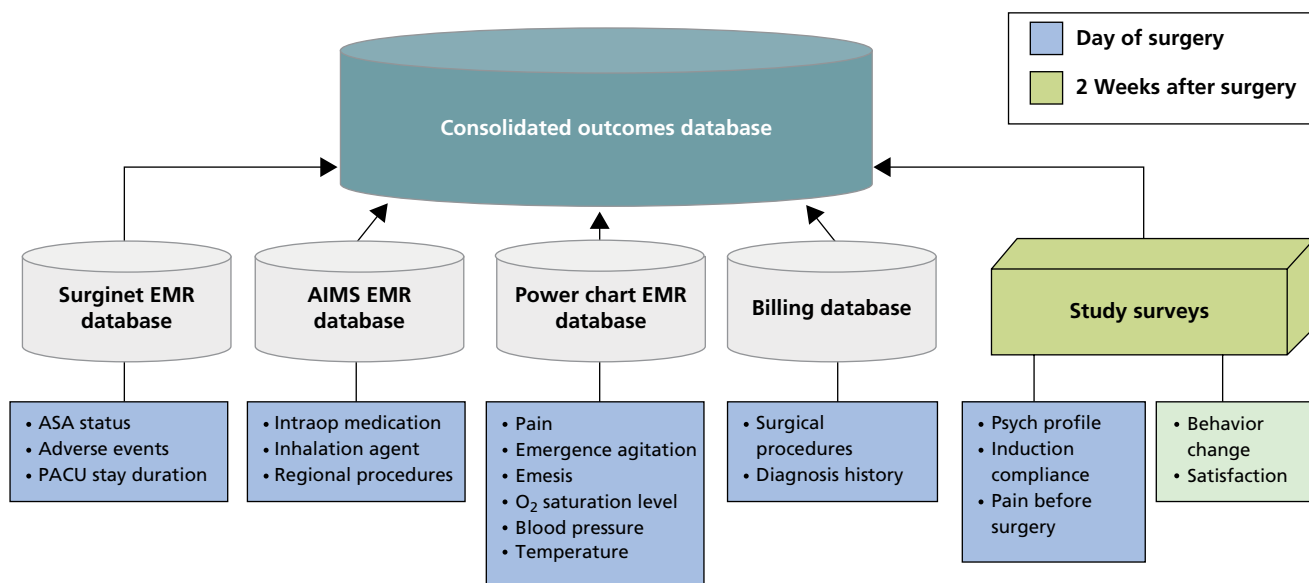 Day of surgery
2 Weeks after surgery
Consolidated outcomes database
Surginet EMR
database
AIMS EMR
database
Power chart EMR
database
Billing database
Study surveys
• ASA status
• Adverse events
• PACU stay duration
• Intraop medication
• Inhalation agent
• Regional procedures
• Pain
• Emergence agitation
• Emesis
• O₂ saturation level
• Blood pressure
• Temperature
• Surgical
procedures
• Diagnosis history
• Psych profile
• Induction
compliance
• Pain before
surgery
• Behavior
change
• Satisfaction